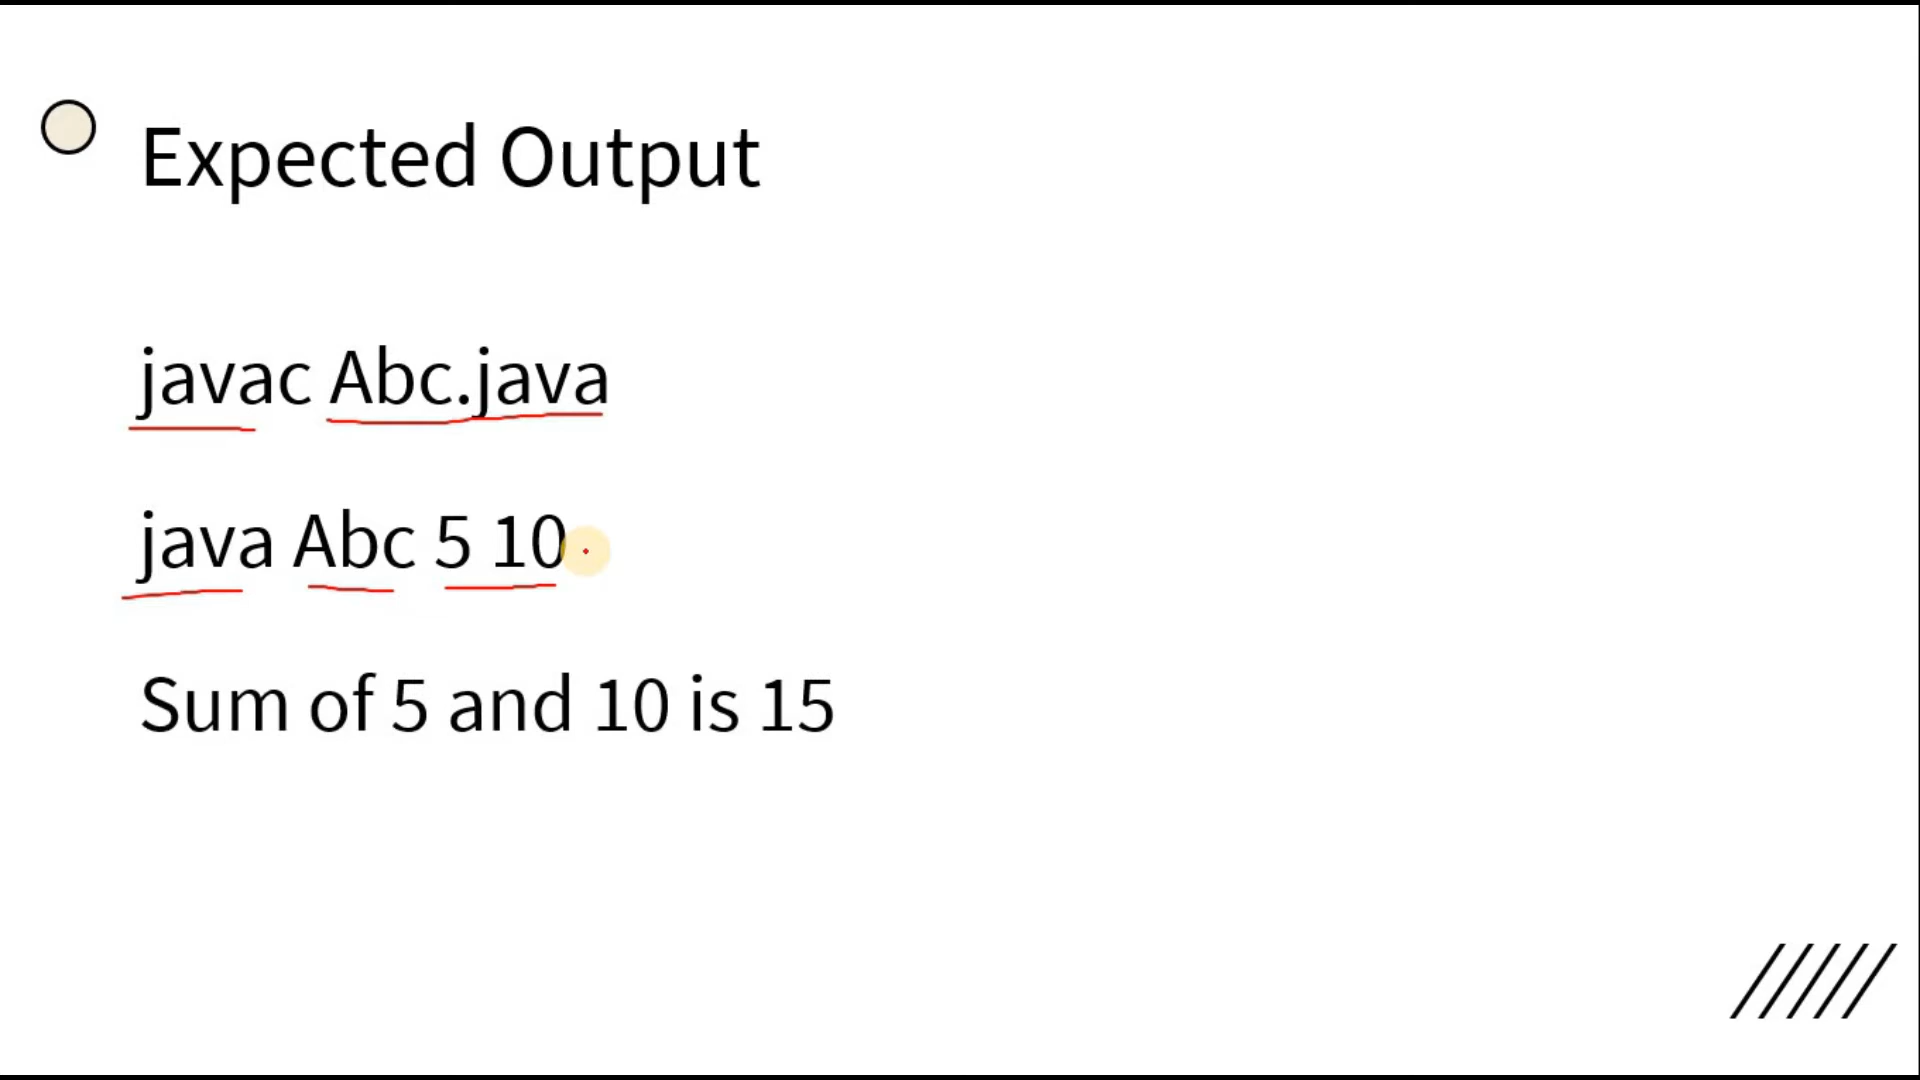 Expected Output
javac Abc.java
java Abc 5 10
Sum of 5 and 10 is 15